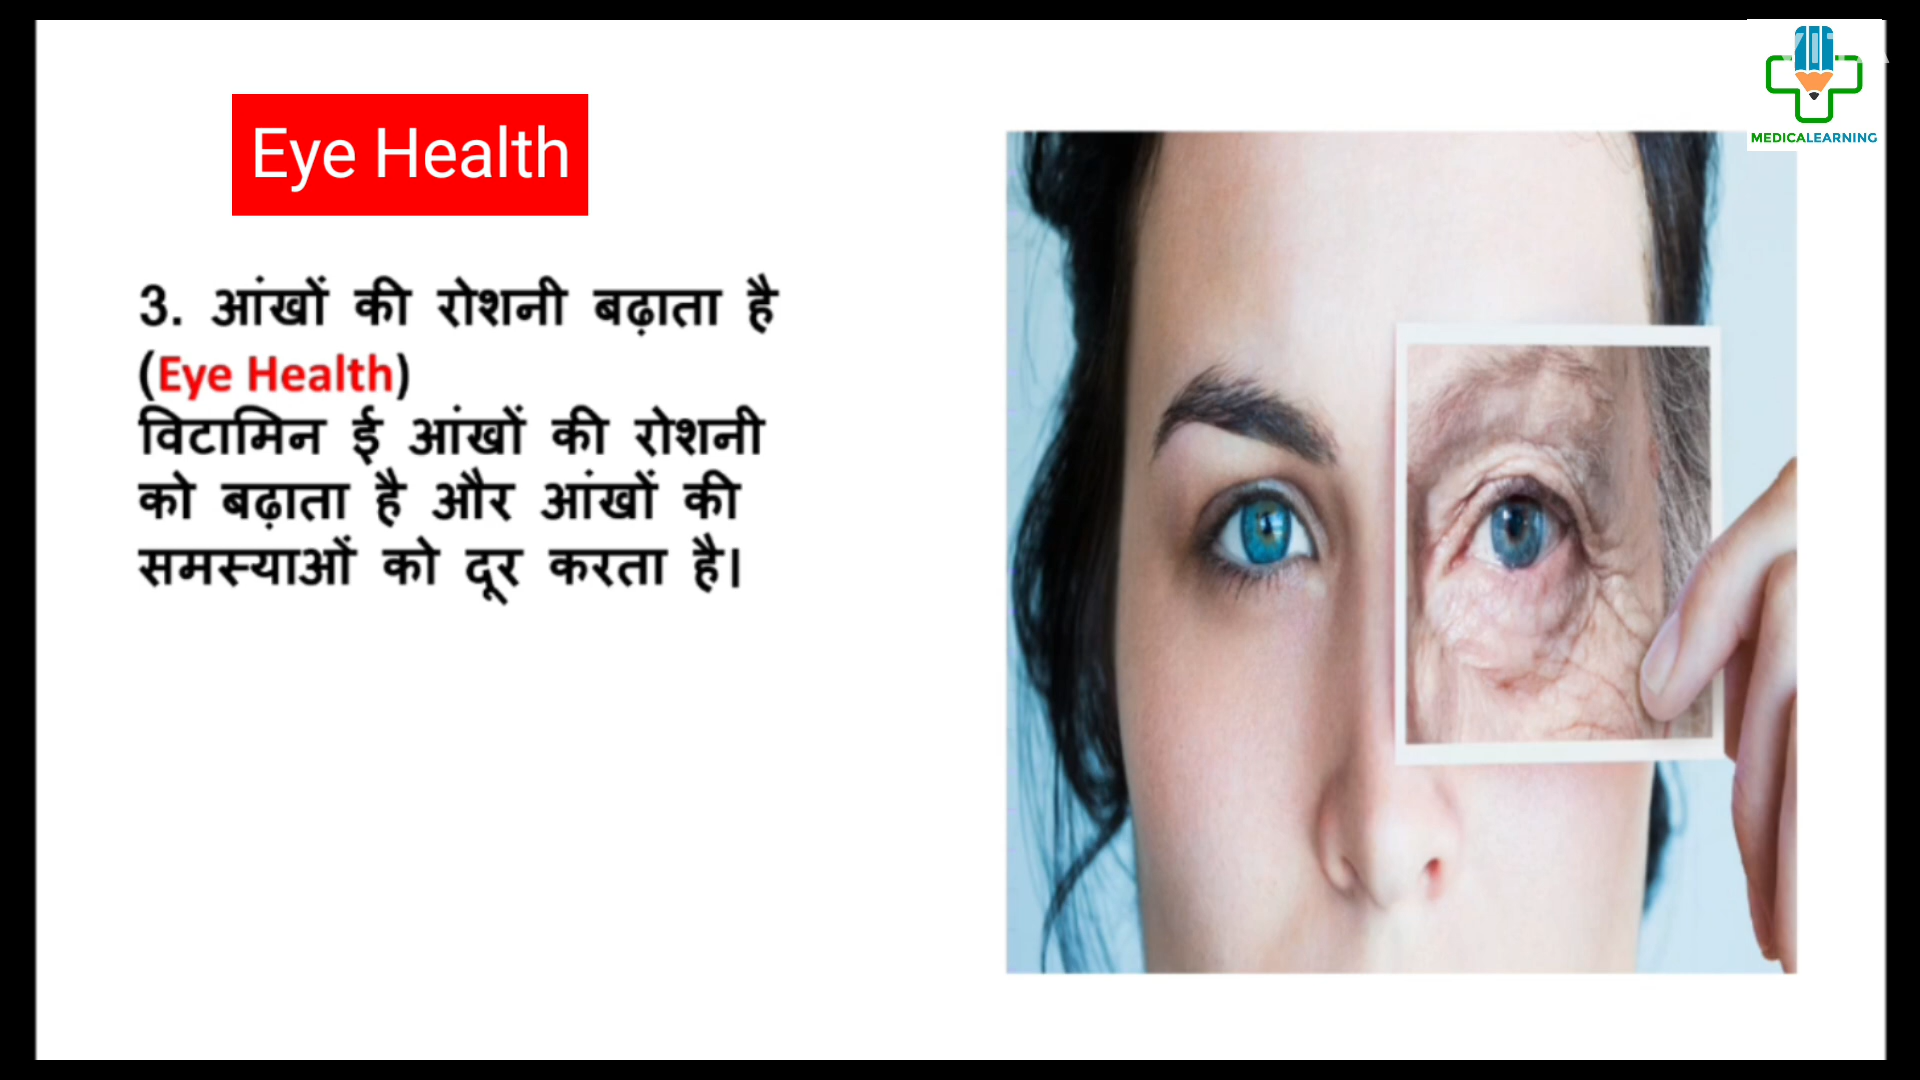 Eye Health
3. आंखों की रोशनी बढ़ाता है
(Eye Health)
विटामिन ई आंखों की रोशनी
को बढ़ाता है और आंखों की
समस्याओं को दूर करता है।
MEDICALEARNING